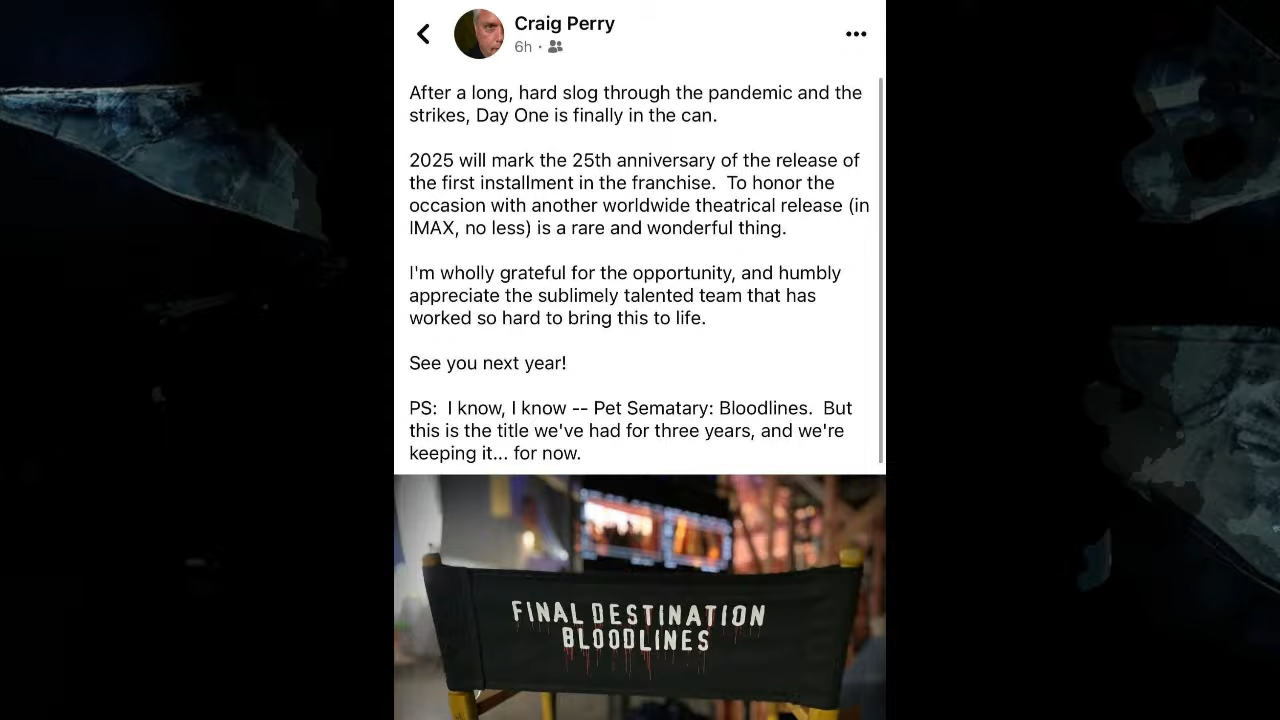 Craig Perry
6h ·
After a long, hard slog through the pandemic and the
strikes, Day One is finally in the can.
2025 will mark the 25th anniversary of the release of
the first installment in the franchise.  To honor the
occasion with another worldwide theatrical release (in
IMAX, no less) is a rare and wonderful thing.
I'm wholly grateful for the opportunity, and humbly
appreciate the sublimely talented team that has
worked so hard to bring this to life.
See you next year!
PS:  I know, I know -- Pet Sematary: Bloodlines.  But
this is the title we've had for three years, and we're
keeping it... for now.
FINAL DESTINATION
BLOODLINES